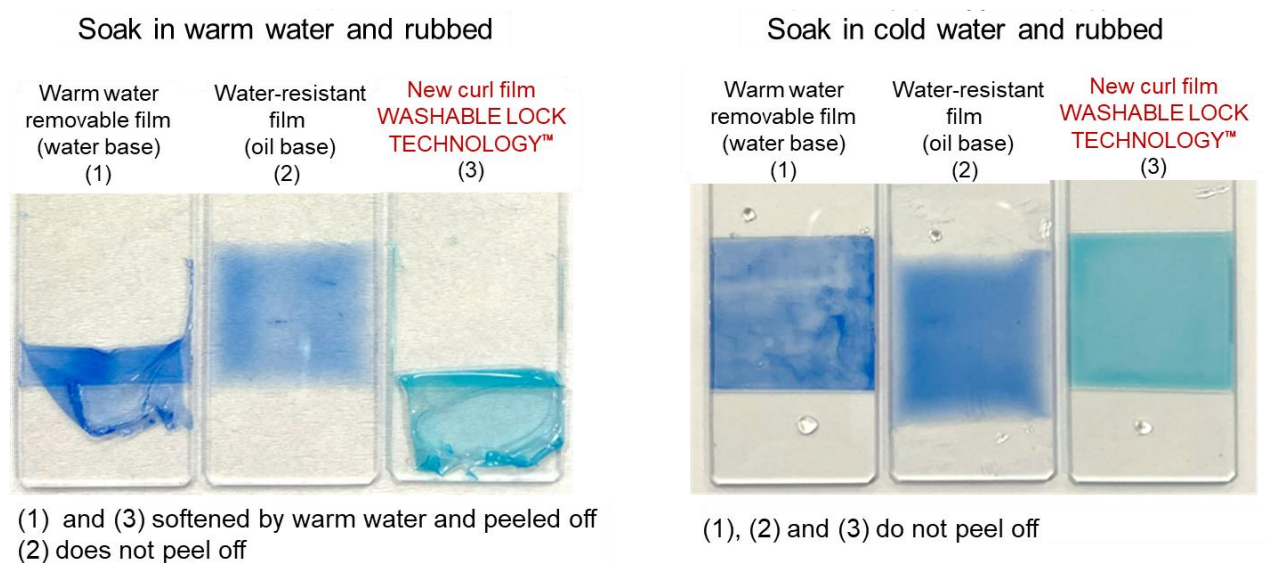 Soak in warm water and rubbed
Warm water
removable film
(water base)
(1)
Water-resistant
film
(oil base)
(2)
New curl film
WASHABLE LOCK
TECHNOLOGY™
(3)
(1) and (3) softened by warm water and peeled off
(2) does not peel off
Soak in cold water and rubbed
Warm water
removable film
(water base)
(1)
Water-resistant
film
(oil base)
(2)
New curl film
WASHABLE LOCK
TECHNOLOGY™
(3)
(1), (2) and (3) do not peel off